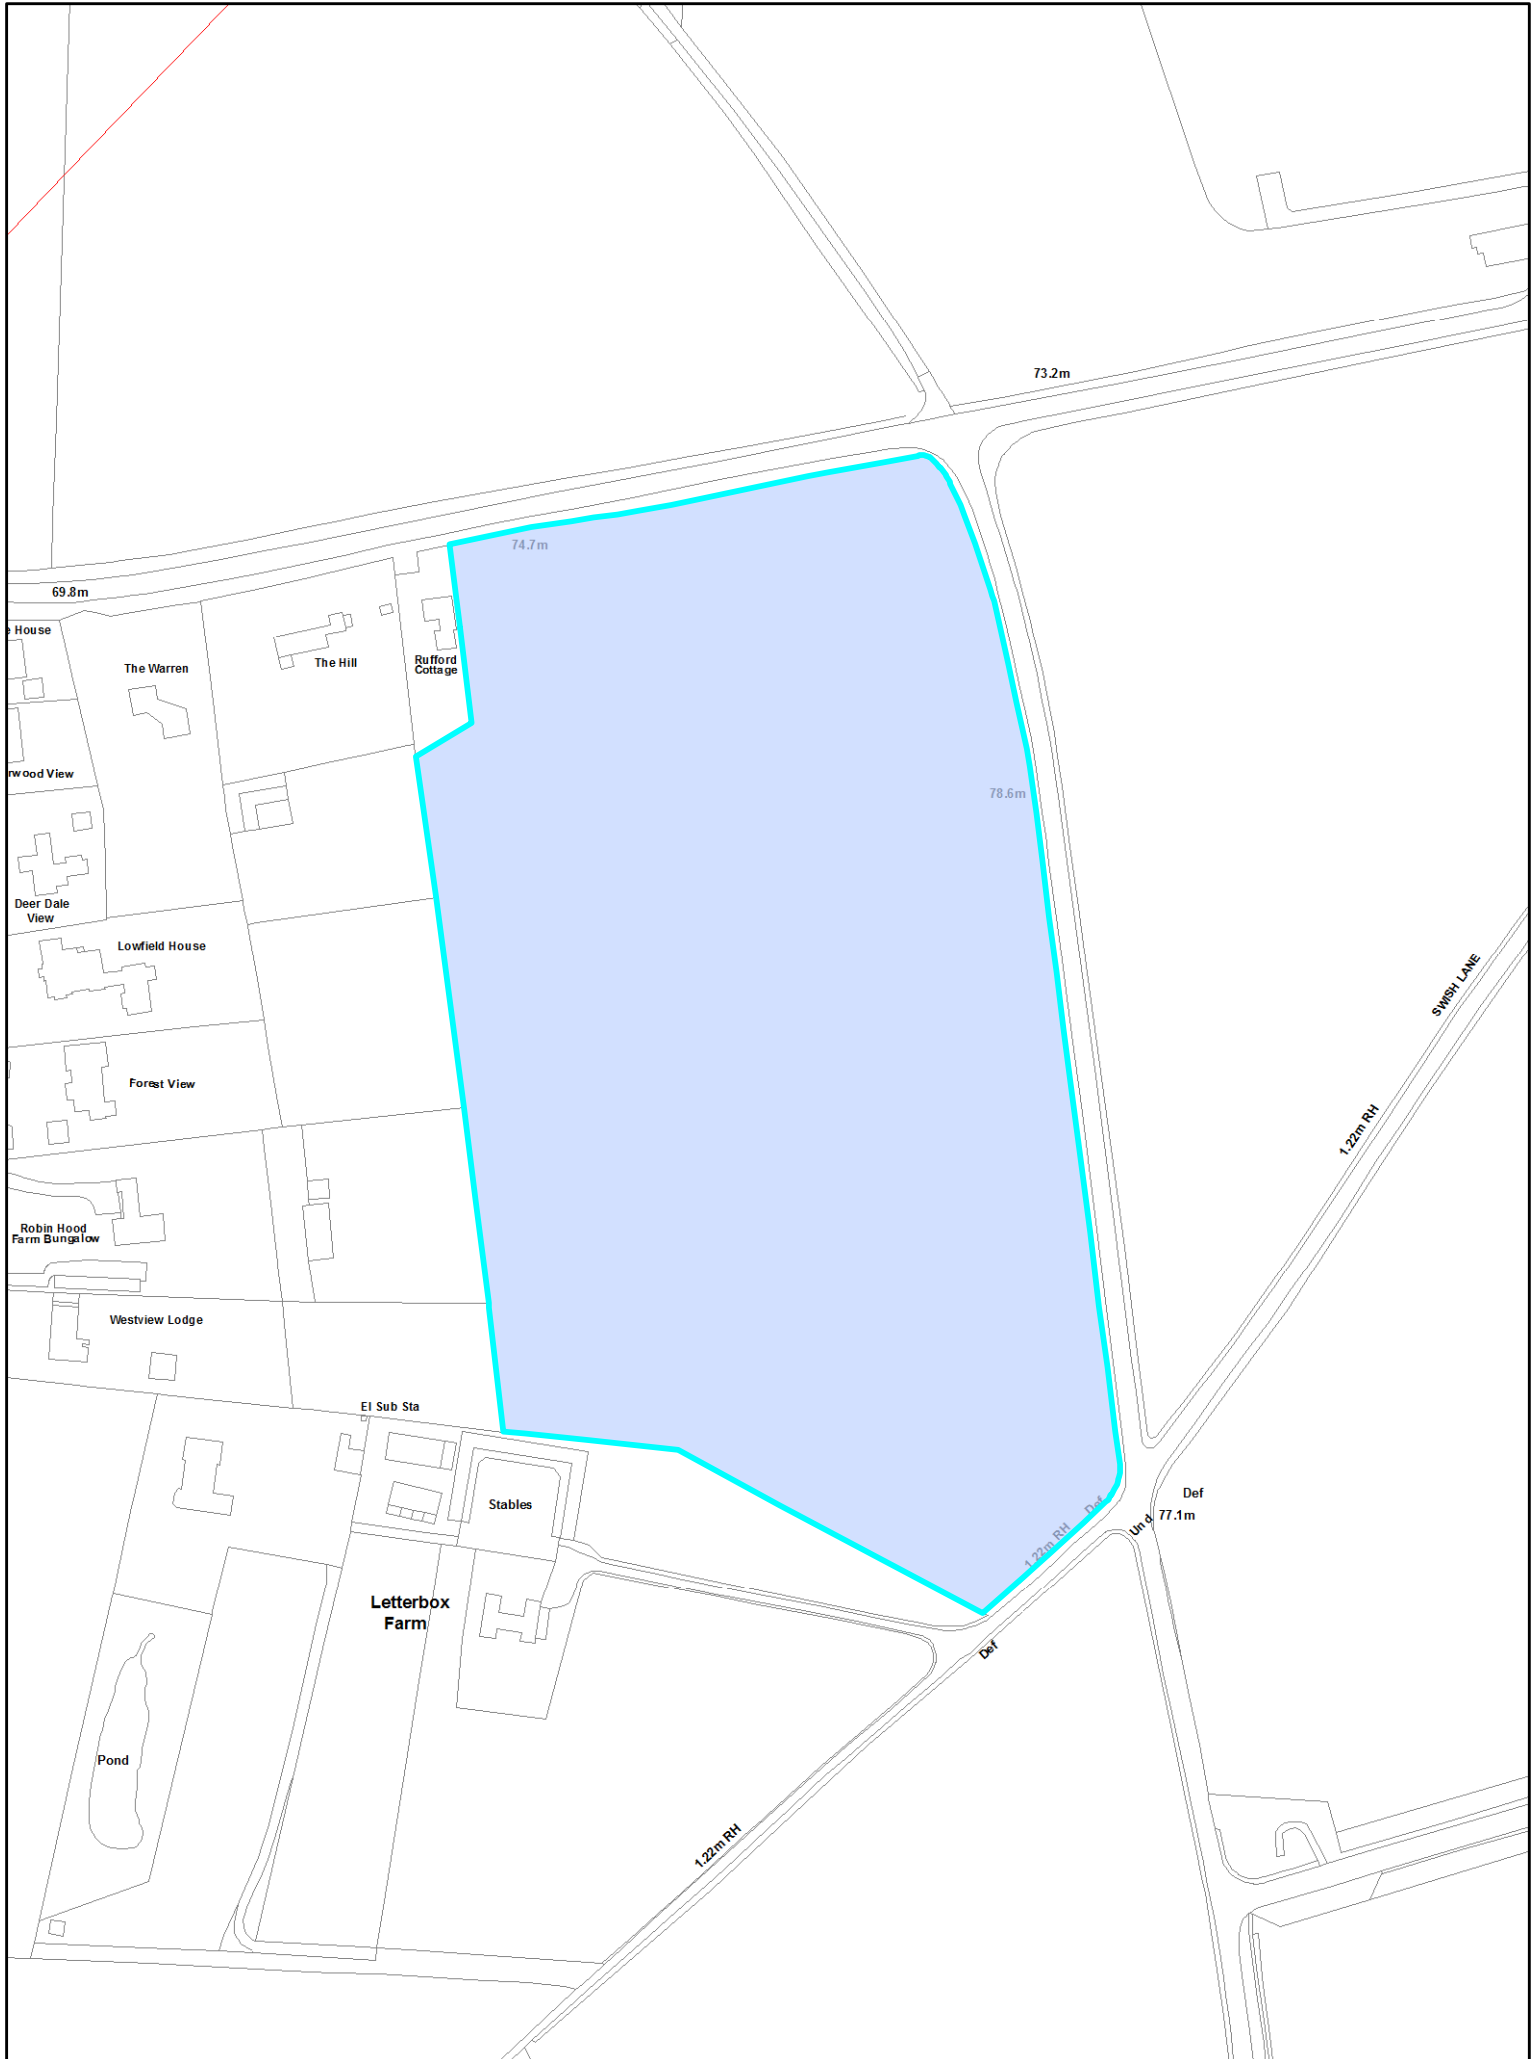 73.2m
74.7m
69.8m
e House
The Warren
The Hill
Rufford
Cottage
rwood View
78.6m
Deer Dale
View
Lowfield House
SWISH LANE
Forest View
1.22m RH
Robin Hood
Farm Bungalow
Westview Lodge
El Sub Sta
Stables
Def
Def
77.1m
Und
1.22m RH
Letterbox
Farm
Def
Pond
1.22m RH